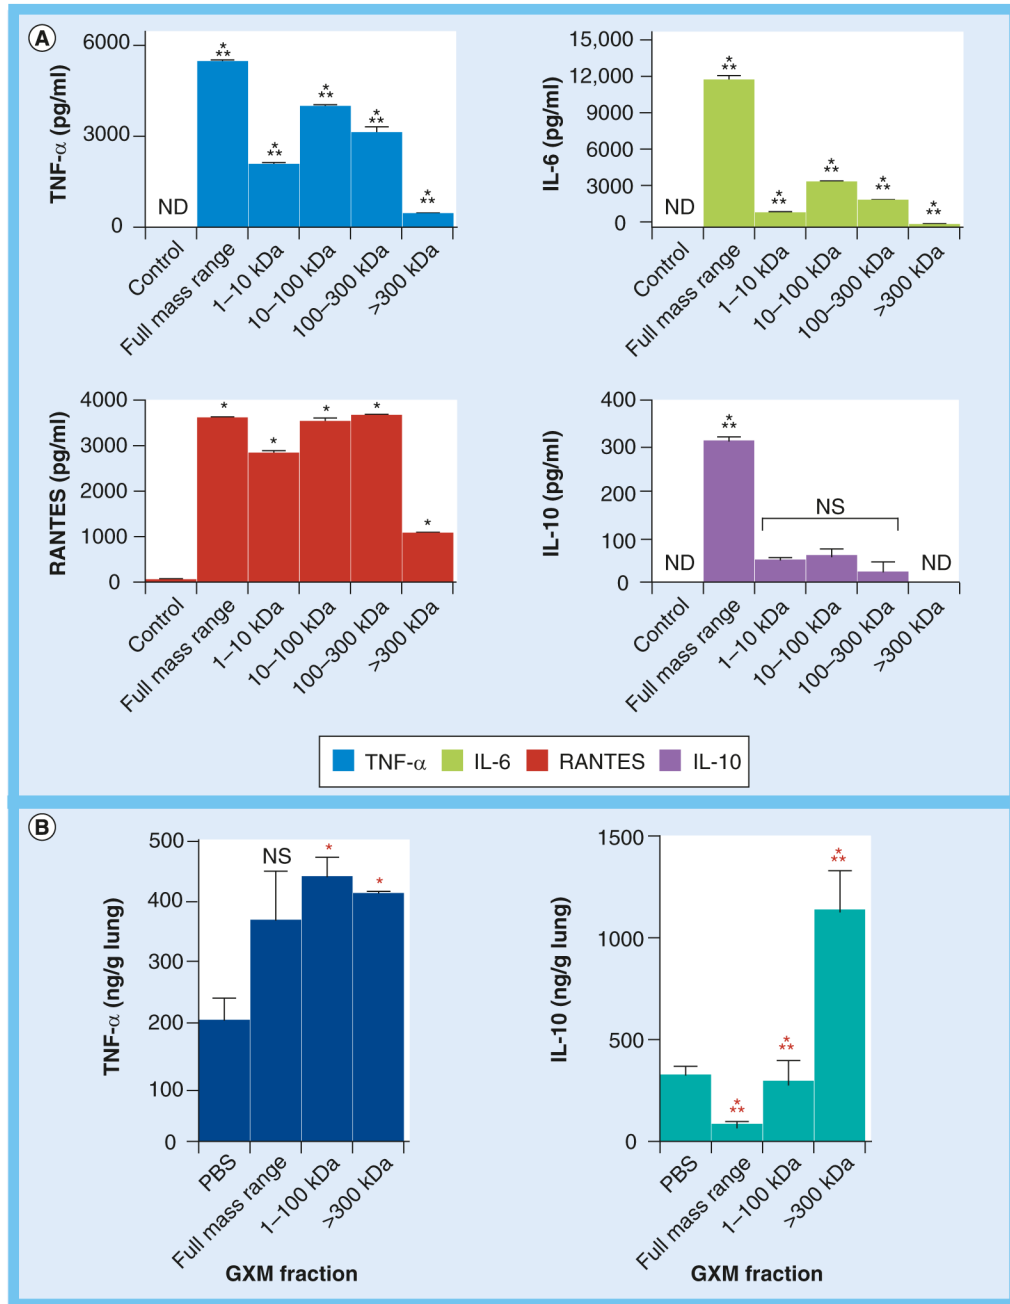 A
TNF-α (pg/ml)
6000
3000
0
ND
*
**
*
**
*
**
*
**
*
**
Control
Full mass range
1–10 kDa
10–100 kDa
100–300 kDa
>300 kDa
IL-6 (pg/ml)
15,000
12,000
9000
6000
3000
0
ND
*
**
*
**
*
**
*
**
*
**
Control
Full mass range
1–10 kDa
10–100 kDa
100–300 kDa
>300 kDa
RANTES (pg/ml)
4000
3000
2000
1000
0
*
*
*
*
*
Control
Full mass range
1–10 kDa
10–100 kDa
100–300 kDa
>300 kDa
IL-10 (pg/ml)
400
300
200
100
0
ND
*
**
NS
ND
Control
Full mass range
1–10 kDa
10–100 kDa
100–300 kDa
>300 kDa
TNF-α IL-6 RANTES IL-10
B
TNF-α (ng/g lung)
500
400
300
200
100
0
NS
*
*
PBS
Full mass range
1–100 kDa
>300 kDa
GXM fraction
IL-10 (ng/g lung)
1500
1000
500
0
*
**
*
**
*
**
PBS
Full mass range
1–100 kDa
>300 kDa
GXM fraction